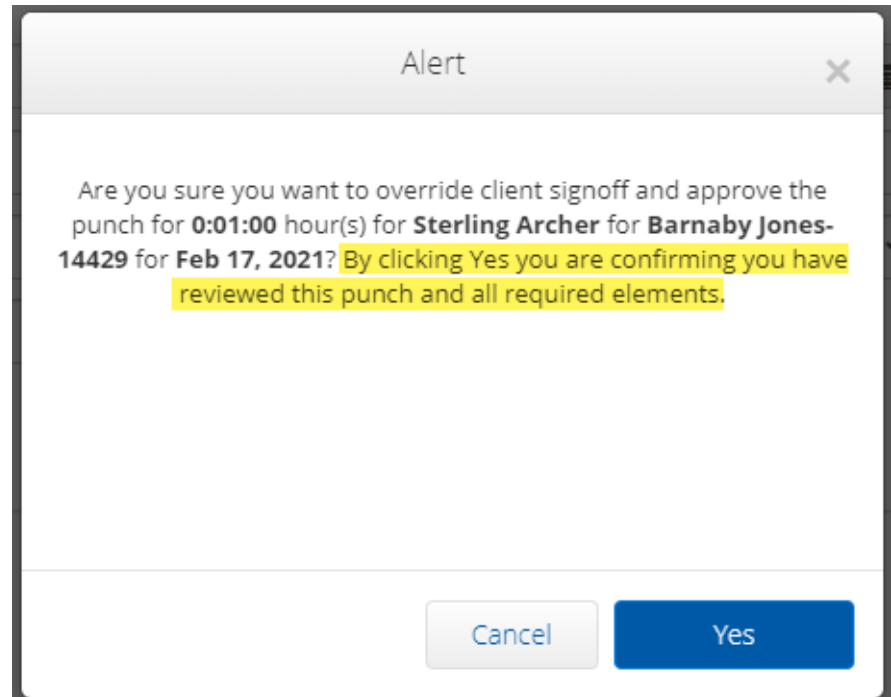 Alert
×
Are you sure you want to override client signoff and approve the
punch for 0:01:00 hour(s) for Sterling Archer for Barnaby Jones-
14429 for Feb 17, 2021? By clicking Yes you are confirming you have
reviewed this punch and all required elements.
Cancel
Yes